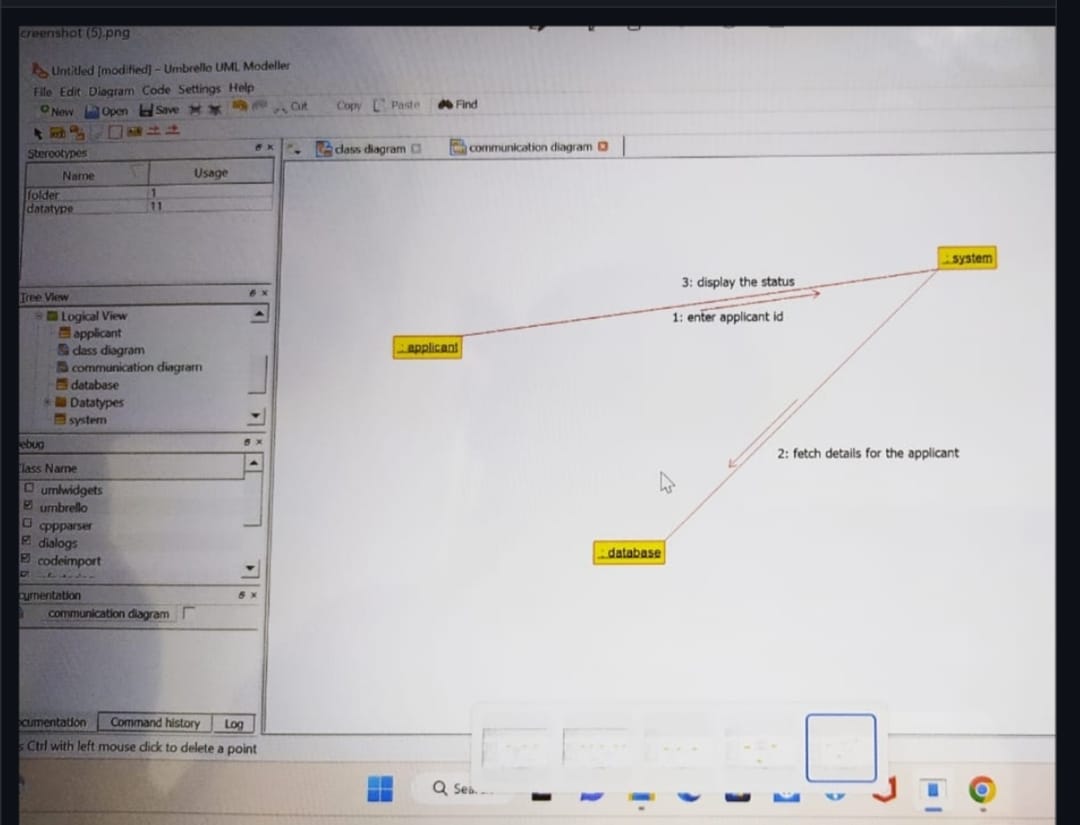 creenshot (5).png
Untitled [modified] - Umbrello UML Modeller
File Edit Diagram Code Settings Help
New Open Save Cut Copy Paste Find
Stereotypes
class diagram communication diagram
Name Usage
folder 1
datatype 11
Tree View
Logical View
applicant
class diagram
communication diagram
database
Datatypes
system
: system
3: display the status
1: enter applicant id
: applicant
2: fetch details for the applicant
: database
ebug
lass Name
umlwidgets
umbrello
cppparser
dialogs
codeimport
cumentation
communication diagram
ocumentation Command history Log
s Ctrl with left mouse click to delete a point